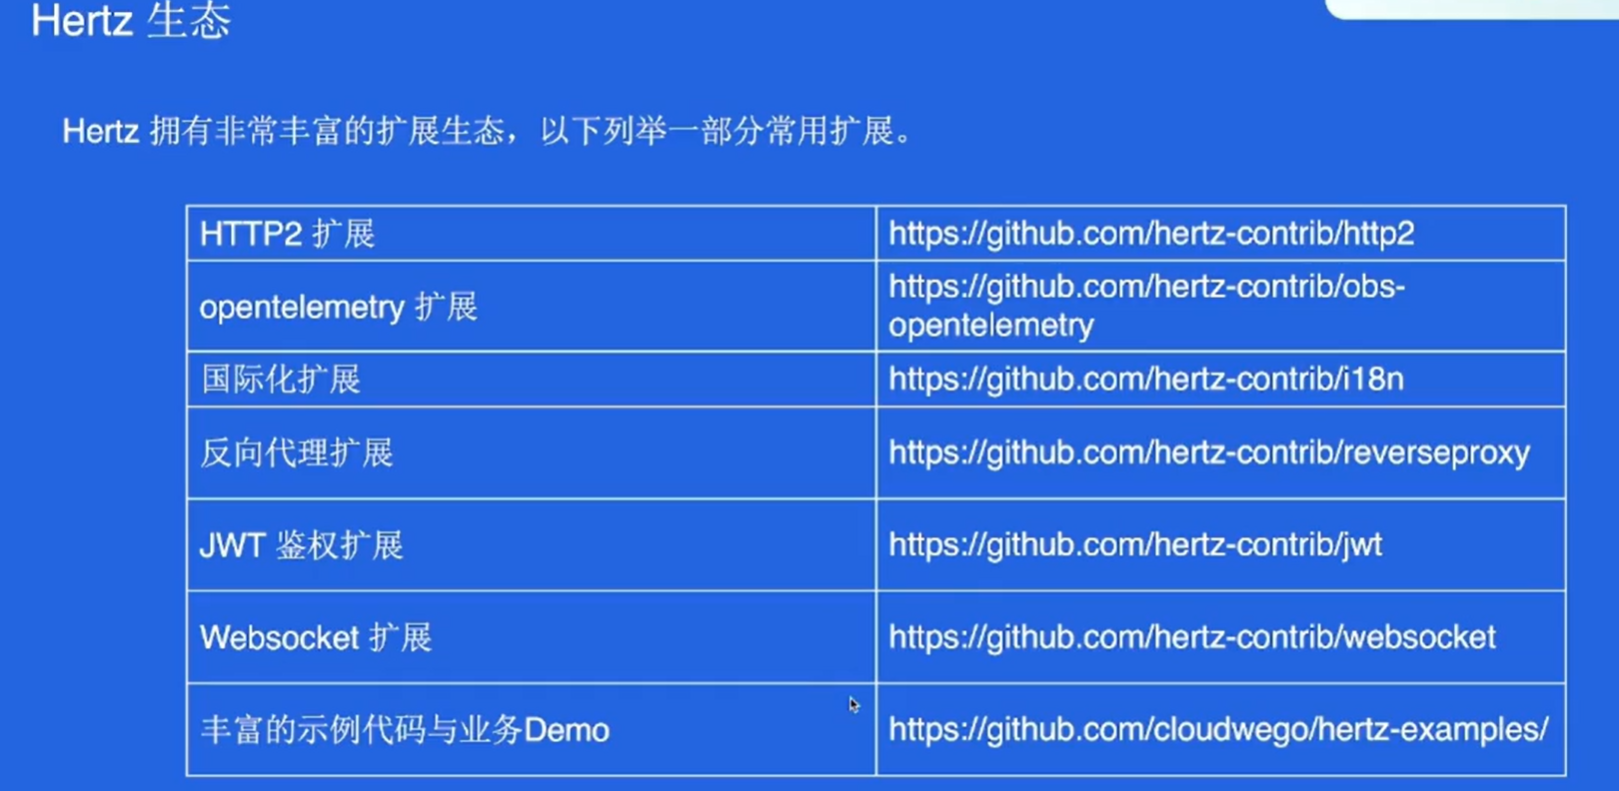 Hertz 生态
Hertz 拥有非常丰富的扩展生态，以下列举一部分常用扩展。
HTTP2 扩展
https://github.com/hertz-contrib/http2
opentelemetry 扩展
https://github.com/hertz-contrib/obs-
opentelemetry
国际化扩展
https://github.com/hertz-contrib/i18n
反向代理扩展
https://github.com/hertz-contrib/reverseproxy
JWT 鉴权扩展
https://github.com/hertz-contrib/jwt
Websocket 扩展
https://github.com/hertz-contrib/websocket
丰富的示例代码与业务Demo
https://github.com/cloudwego/hertz-examples/